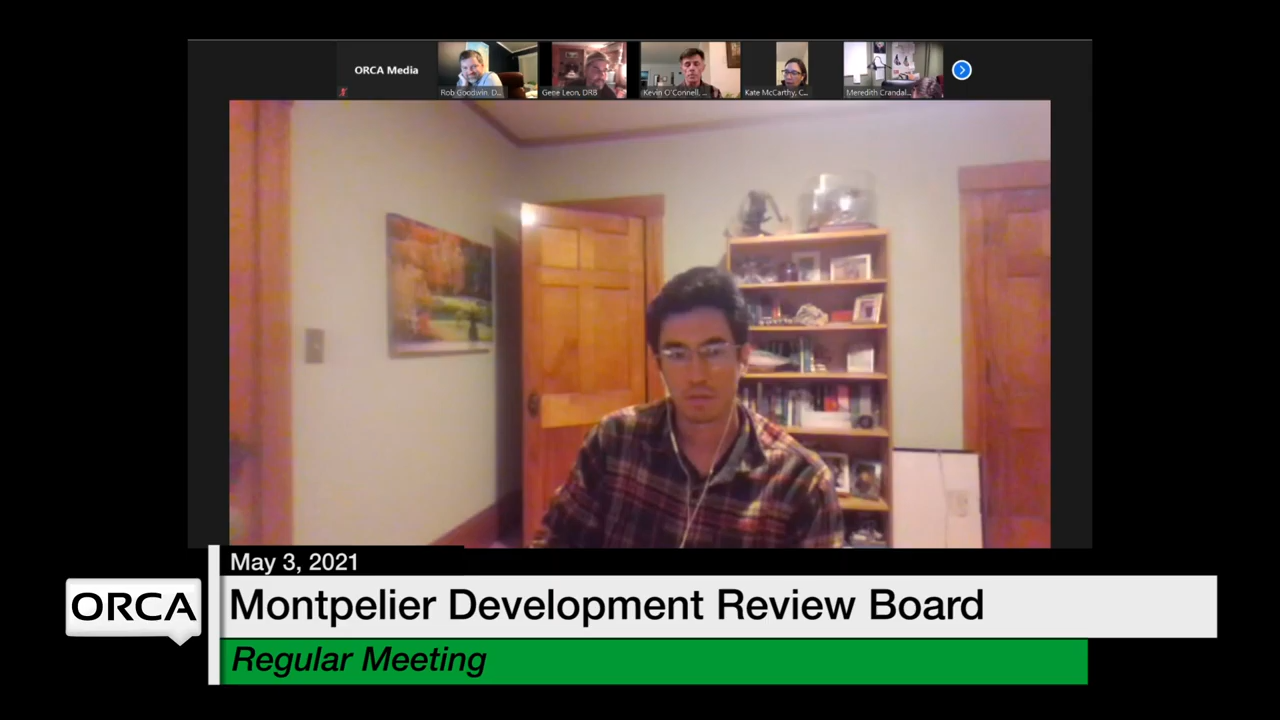 ORCA Media
Rob Goodwin, D...
Gene Leon, DRB
Kevin O'Connell, ...
Kate McCarthy, C...
Meredith Crandal...
May 3, 2021
ORCA
Montpelier Development Review Board
Regular Meeting